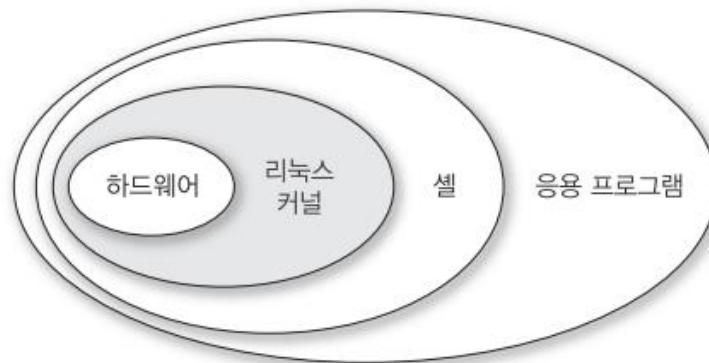 하드웨어
리눅스
커널
셸
응용 프로그램